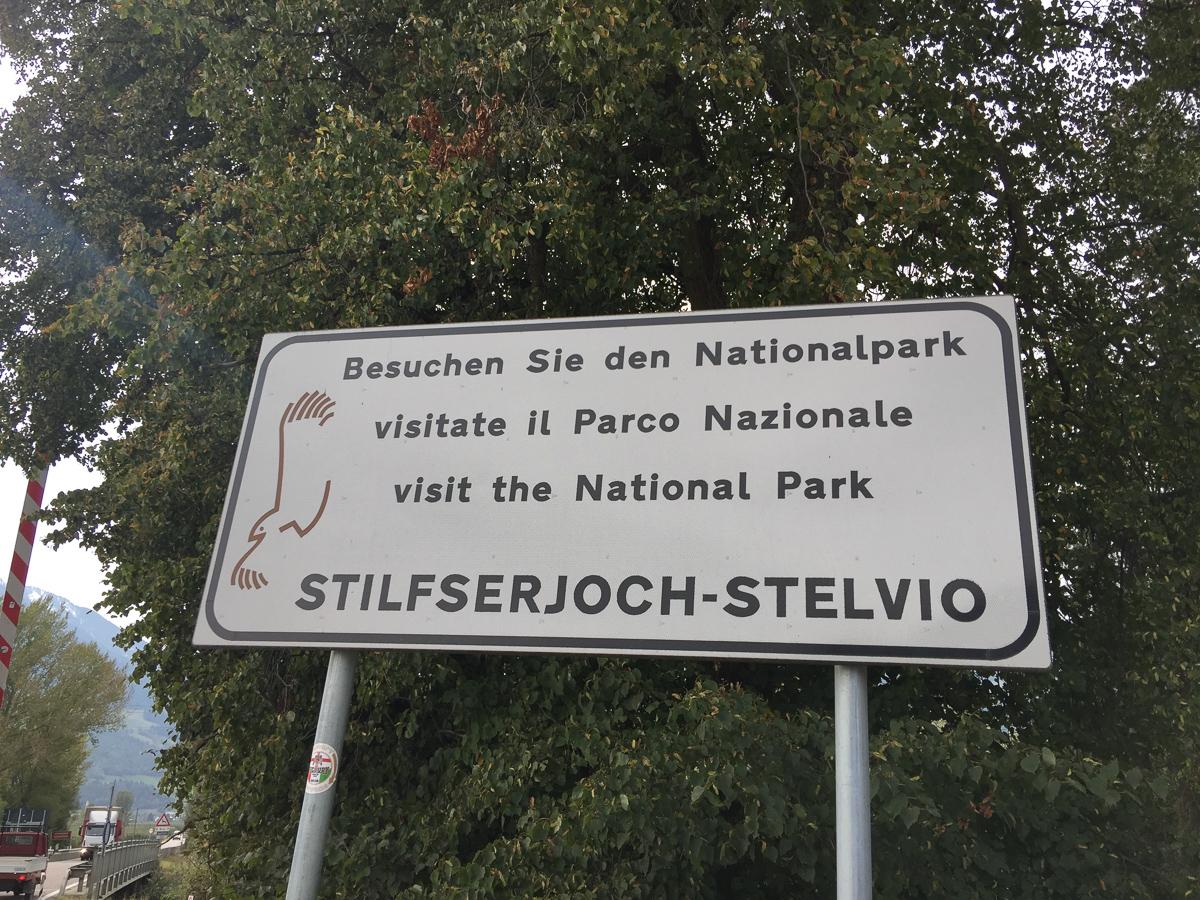 Besuchen Sie den Nationalpark
visitate il Parco Nazionale
visit the National Park
STILFSERJOCH-STELVIO